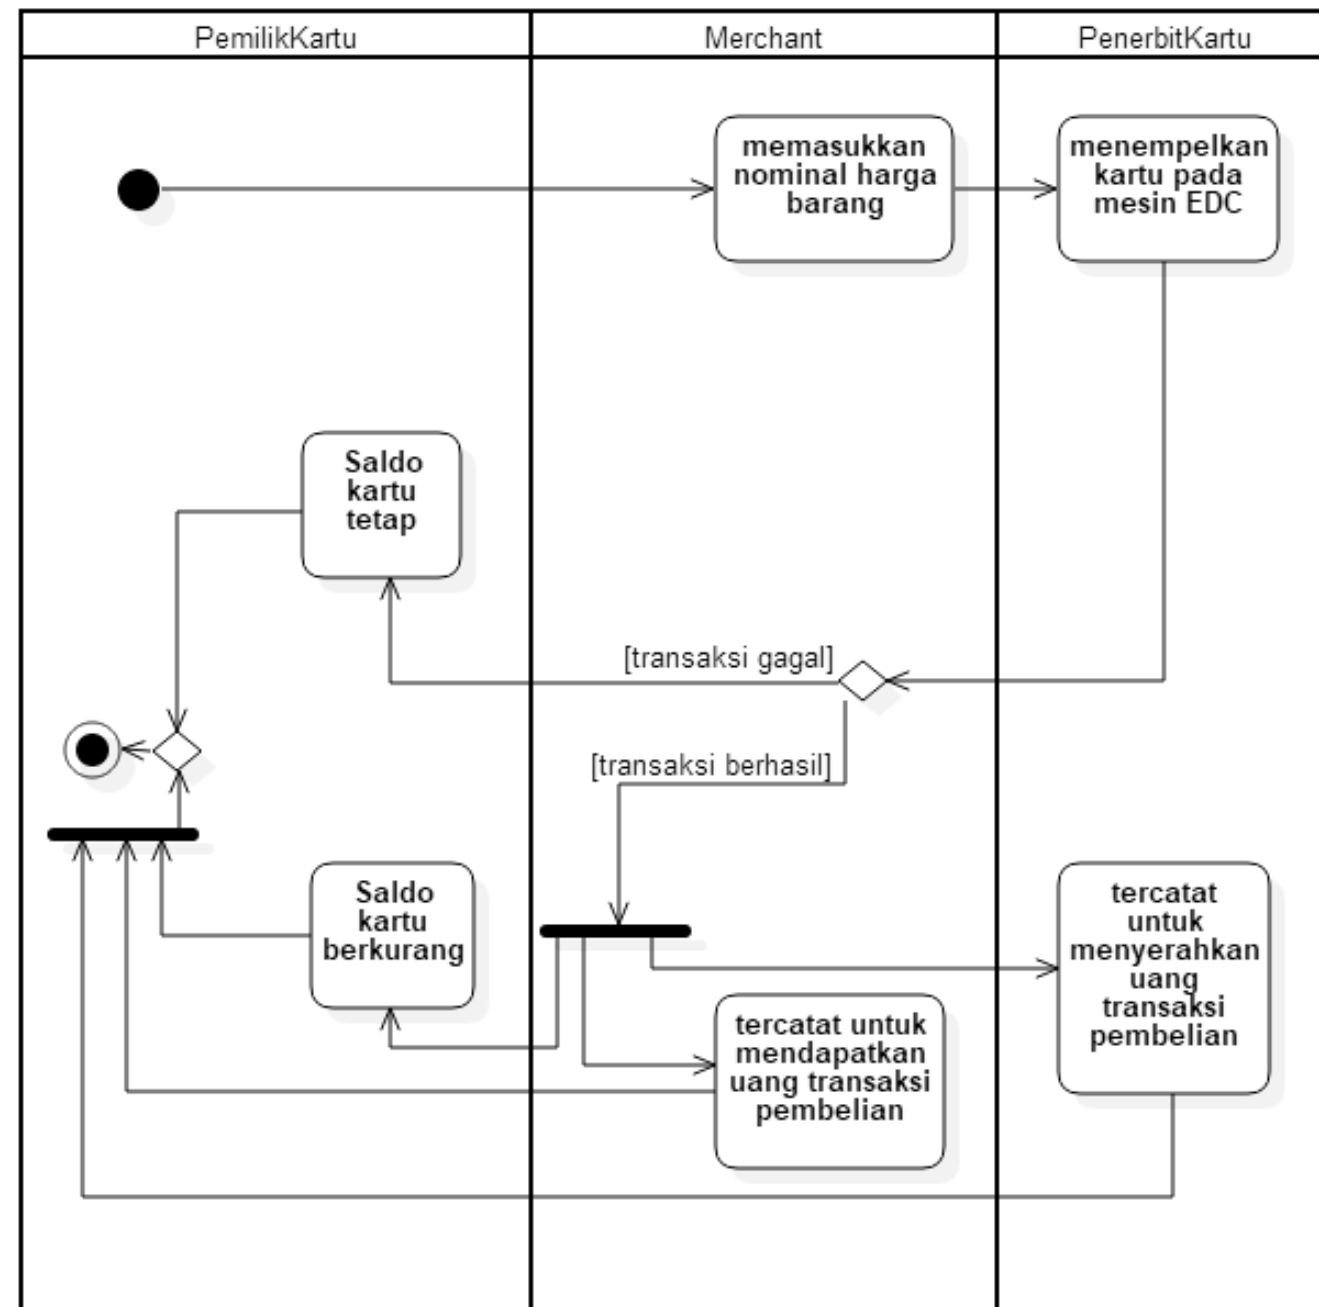 PemilikKartu
Merchant
PenerbitKartu
memasukkan
nominal harga
barang
menempelkan
kartu pada
mesin EDC
Saldo
kartu
tetap
[transaksi gagal]
[transaksi berhasil]
Saldo
kartu
berkurang
tercatat untuk
mendapatkan
uang transaksi
pembelian
tercatat
untuk
menyerahkan
uang
transaksi
pembelian